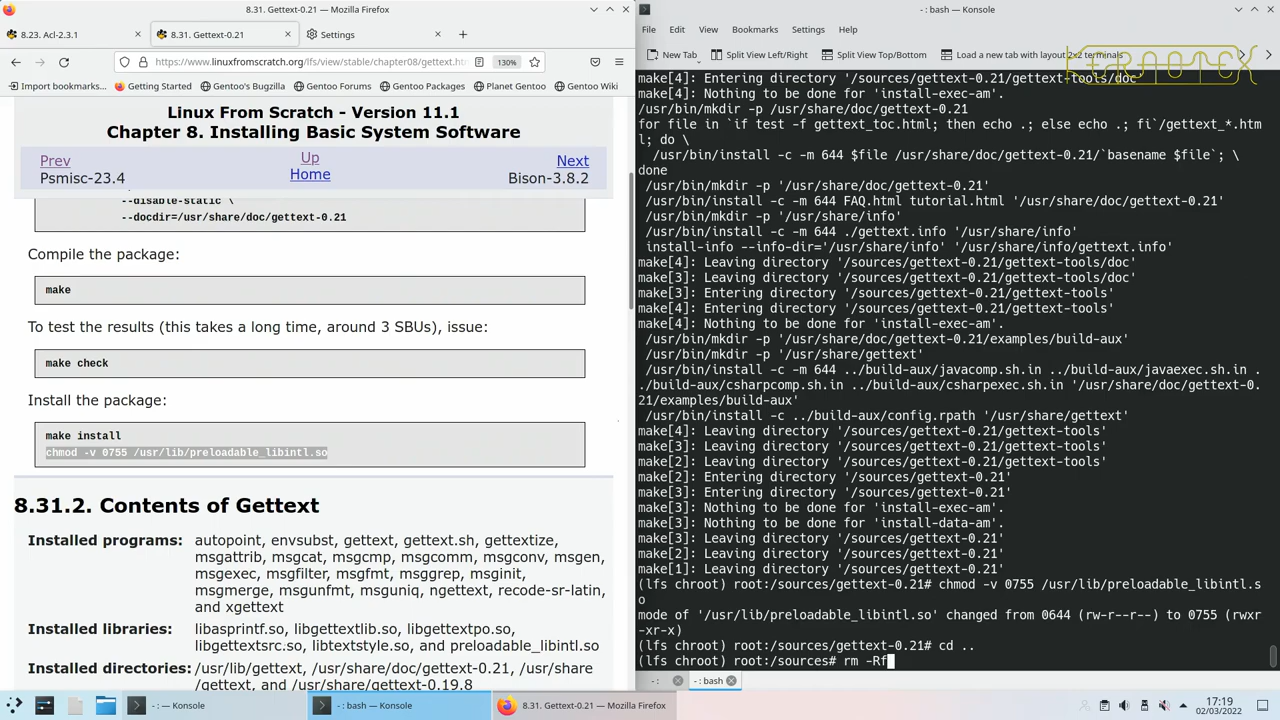 8.31. Gettext-0.21 — Mozilla Firefox
8.23. Acl-2.3.1
8.31. Gettext-0.21
Settings
https://www.linuxfromscratch.org/lfs/view/stable/chapter08/gettext.h
130%
Import bookmarks...
Getting Started
Gentoo's Bugzilla
Gentoo Forums
Gentoo Packages
Planet Gentoo
Gentoo Wiki
Linux From Scratch - Version 11.1
Chapter 8. Installing Basic System Software
Prev
Up
Next
Psmisc-23.4
Home
Bison-3.8.2
--disable-static \
--docdir=/usr/share/doc/gettext-0.21
Compile the package:
make
To test the results (this takes a long time, around 3 SBUs), issue:
make check
Install the package:
make install
chmod -v 0755 /usr/lib/preloadable_libintl.so
8.31.2. Contents of Gettext
Installed programs: autopoint, envsubst, gettext, gettext.sh, gettextize,
msgattrib, msgcat, msgcmp, msgcomm, msgconv, msgen,
msgexec, msgfilter, msgfmt, msggrep, msginit,
msgmerge, msgunfmt, msguniq, ngettext, recode-sr-latin,
and xgettext
Installed libraries: libasprintf.so, libgettextlib.so, libgettextpo.so,
libgettextsrc.so, libtextstyle.so, and preloadable_libintl.so
Installed directories: /usr/lib/gettext, /usr/share/doc/gettext-0.21, /usr/share
/gettext, and /usr/share/gettext-0.19.8
- : bash — Konsole
File Edit View Bookmarks Settings Help
New Tab
Split View Left/Right
Split View Top/Bottom
Load a new tab with layout 2x2 terminals
make[4]: Entering directory '/sources/gettext-0.21/gettext-tools/doc'
make[4]: Nothing to be done for 'install-exec-am'.
/usr/bin/mkdir -p /usr/share/doc/gettext-0.21
for file in `if test -f gettext_toc.html; then echo .; else echo .; fi`/gettext_*.htm
l; do \
/usr/bin/install -c -m 644 $file /usr/share/doc/gettext-0.21/`basename $file`; \
done
/usr/bin/mkdir -p '/usr/share/doc/gettext-0.21'
/usr/bin/install -c -m 644 FAQ.html tutorial.html '/usr/share/doc/gettext-0.21'
/usr/bin/mkdir -p '/usr/share/info'
/usr/bin/install -c -m 644 ./gettext.info '/usr/share/info'
install-info --info-dir='/usr/share/info' '/usr/share/info/gettext.info'
make[4]: Leaving directory '/sources/gettext-0.21/gettext-tools/doc'
make[3]: Leaving directory '/sources/gettext-0.21/gettext-tools/doc'
make[3]: Entering directory '/sources/gettext-0.21/gettext-tools'
make[4]: Entering directory '/sources/gettext-0.21/gettext-tools'
make[4]: Nothing to be done for 'install-exec-am'.
/usr/bin/mkdir -p '/usr/share/doc/gettext-0.21/examples/build-aux'
/usr/bin/mkdir -p '/usr/share/gettext'
/usr/bin/install -c -m 644 ../build-aux/javacomp.sh.in ../build-aux/javaexec.sh.in .
./build-aux/csharpcomp.sh.in ../build-aux/csharpexec.sh.in '/usr/share/doc/gettext-0.
21/examples/build-aux'
/usr/bin/install -c ../build-aux/config.rpath '/usr/share/gettext'
make[4]: Leaving directory '/sources/gettext-0.21/gettext-tools'
make[3]: Leaving directory '/sources/gettext-0.21/gettext-tools'
make[2]: Leaving directory '/sources/gettext-0.21/gettext-tools'
make[2]: Entering directory '/sources/gettext-0.21'
make[3]: Entering directory '/sources/gettext-0.21'
make[3]: Nothing to be done for 'install-exec-am'.
make[3]: Nothing to be done for 'install-data-am'.
make[3]: Leaving directory '/sources/gettext-0.21'
make[2]: Leaving directory '/sources/gettext-0.21'
make[1]: Leaving directory '/sources/gettext-0.21'
(lfs chroot) root:/sources/gettext-0.21# chmod -v 0755 /usr/lib/preloadable_libintl.s
o
mode of '/usr/lib/preloadable_libintl.so' changed from 0644 (rw-r--r--) to 0755 (rwxr
-xr-x)
(lfs chroot) root:/sources/gettext-0.21# cd ..
(lfs chroot) root:/sources# rm -Rf
- :
- : bash
- : — Konsole
- : bash — Konsole
8.31. Gettext-0.21 — Mozilla Firefox
17:19
02/03/2022